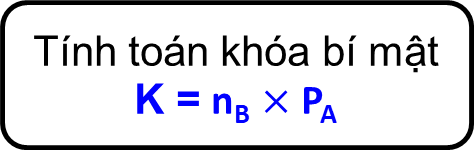 Tính toán khóa bí mật
K = n_B × P_A